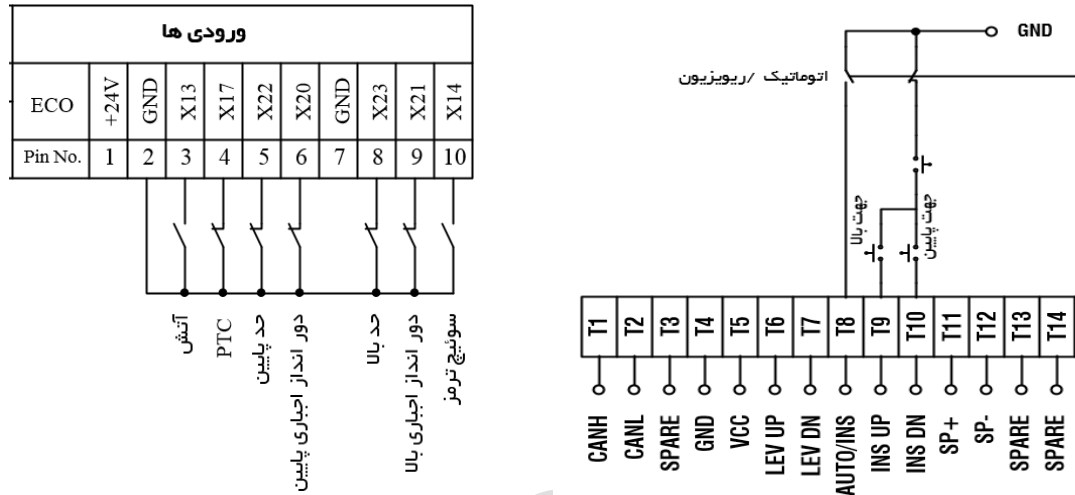 ورودی ها
ECO +24V GND X13 X17 X22 X20 GND X23 X21 X14
Pin No. 1 2 3 4 5 6 7 8 9 10
آتش
PTC
حد پایین
دور انداز اجباری پایین
حد بالا
دور انداز اجباری بالا
سوئیچ ترمز
GND
اتوماتیک /ریویزیون
جهت بالا
جهت پایین
T1 T2 T3 T4 T5 T6 T7 T8 T9 T10 T11 T12 T13 T14
CANH
CANL
SPARE
GND
VCC
LEV UP
LEV DN
AUTO/INS
INS UP
INS DN
SP+
SP-
SPARE
SPARE